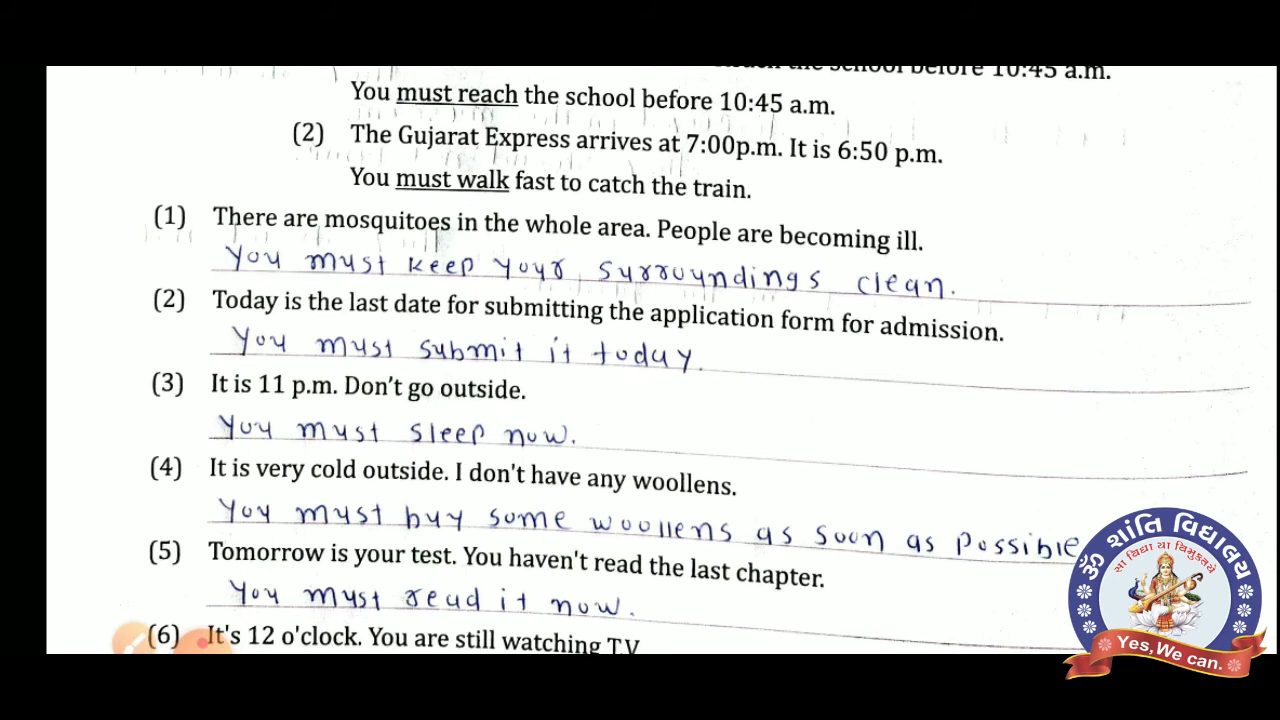 the school before 10:45 a.m.
You must reach the school before 10:45 a.m.
(2) The Gujarat Express arrives at 7:00p.m. It is 6:50 p.m.
You must walk fast to catch the train.
(1) There are mosquitoes in the whole area. People are becoming ill.
You must keep your surroundings clean.
(2) Today is the last date for submitting the application form for admission.
You must submit it today.
(3) It is 11 p.m. Don't go outside.
You must sleep now.
(4) It is very cold outside. I don't have any woollens.
You must buy some woollens as soon as possible
(5) Tomorrow is your test. You haven't read the last chapter.
You must read it now.
(6) It's 12 o'clock. You are still watching TV
ૐ શાંતિ વિદ્યાલય
સા વિદ્યા યા વિમુક્તયે
Yes, We can.